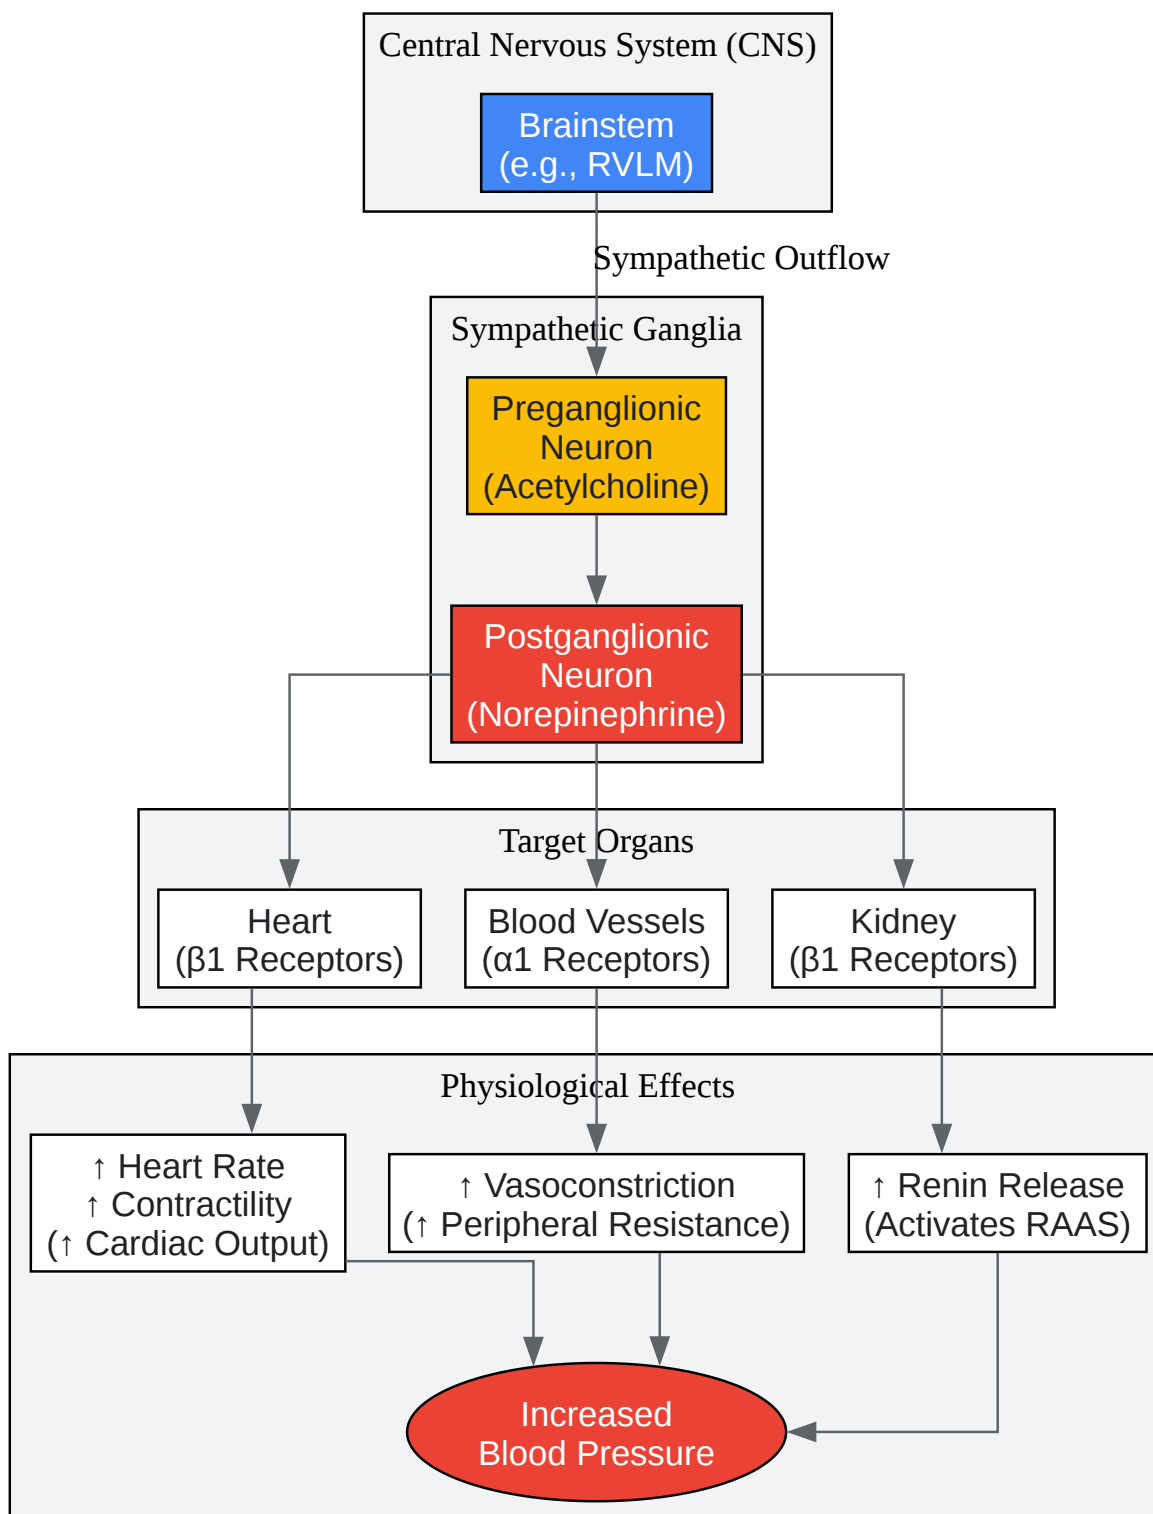 Central Nervous System (CNS)
Brainstem
(e.g., RVLM)
Sympathetic Outflow
Sympathetic Ganglia
Preganglionic
Neuron
(Acetylcholine)
Postganglionic
Neuron
(Norepinephrine)
Target Organs
Heart
(β1 Receptors)
Blood Vessels
(α1 Receptors)
Kidney
(β1 Receptors)
Physiological Effects
↑ Heart Rate
↑ Contractility
(↑ Cardiac Output)
↑ Vasoconstriction
(↑ Peripheral Resistance)
↑ Renin Release
(Activates RAAS)
Increased
Blood Pressure